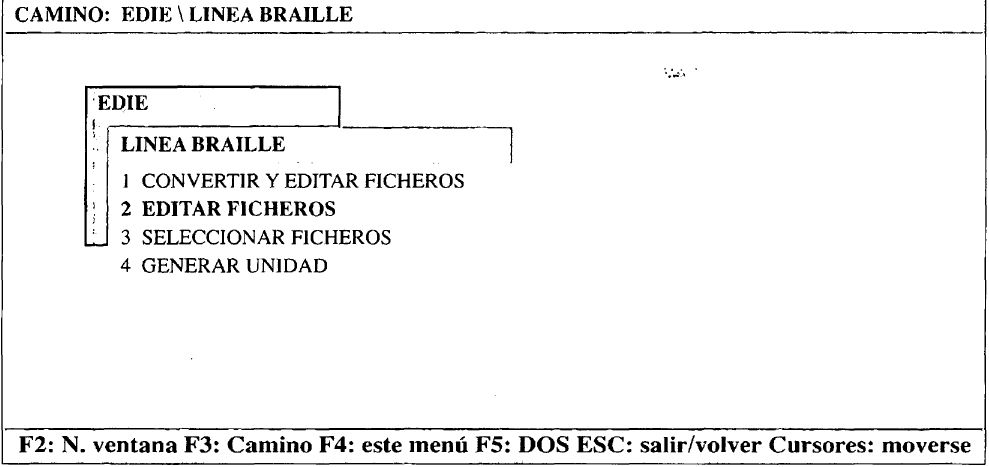 CAMINO: EDIE \ LINEA BRAILLE
EDIE
LINEA BRAILLE
1 CONVERTIR Y EDITAR FICHEROS
2 EDITAR FICHEROS
3 SELECCIONAR FICHEROS
4 GENERAR UNIDAD
F2: N. ventana F3: Camino F4: este menú F5: DOS ESC: salir/volver Cursores: moverse